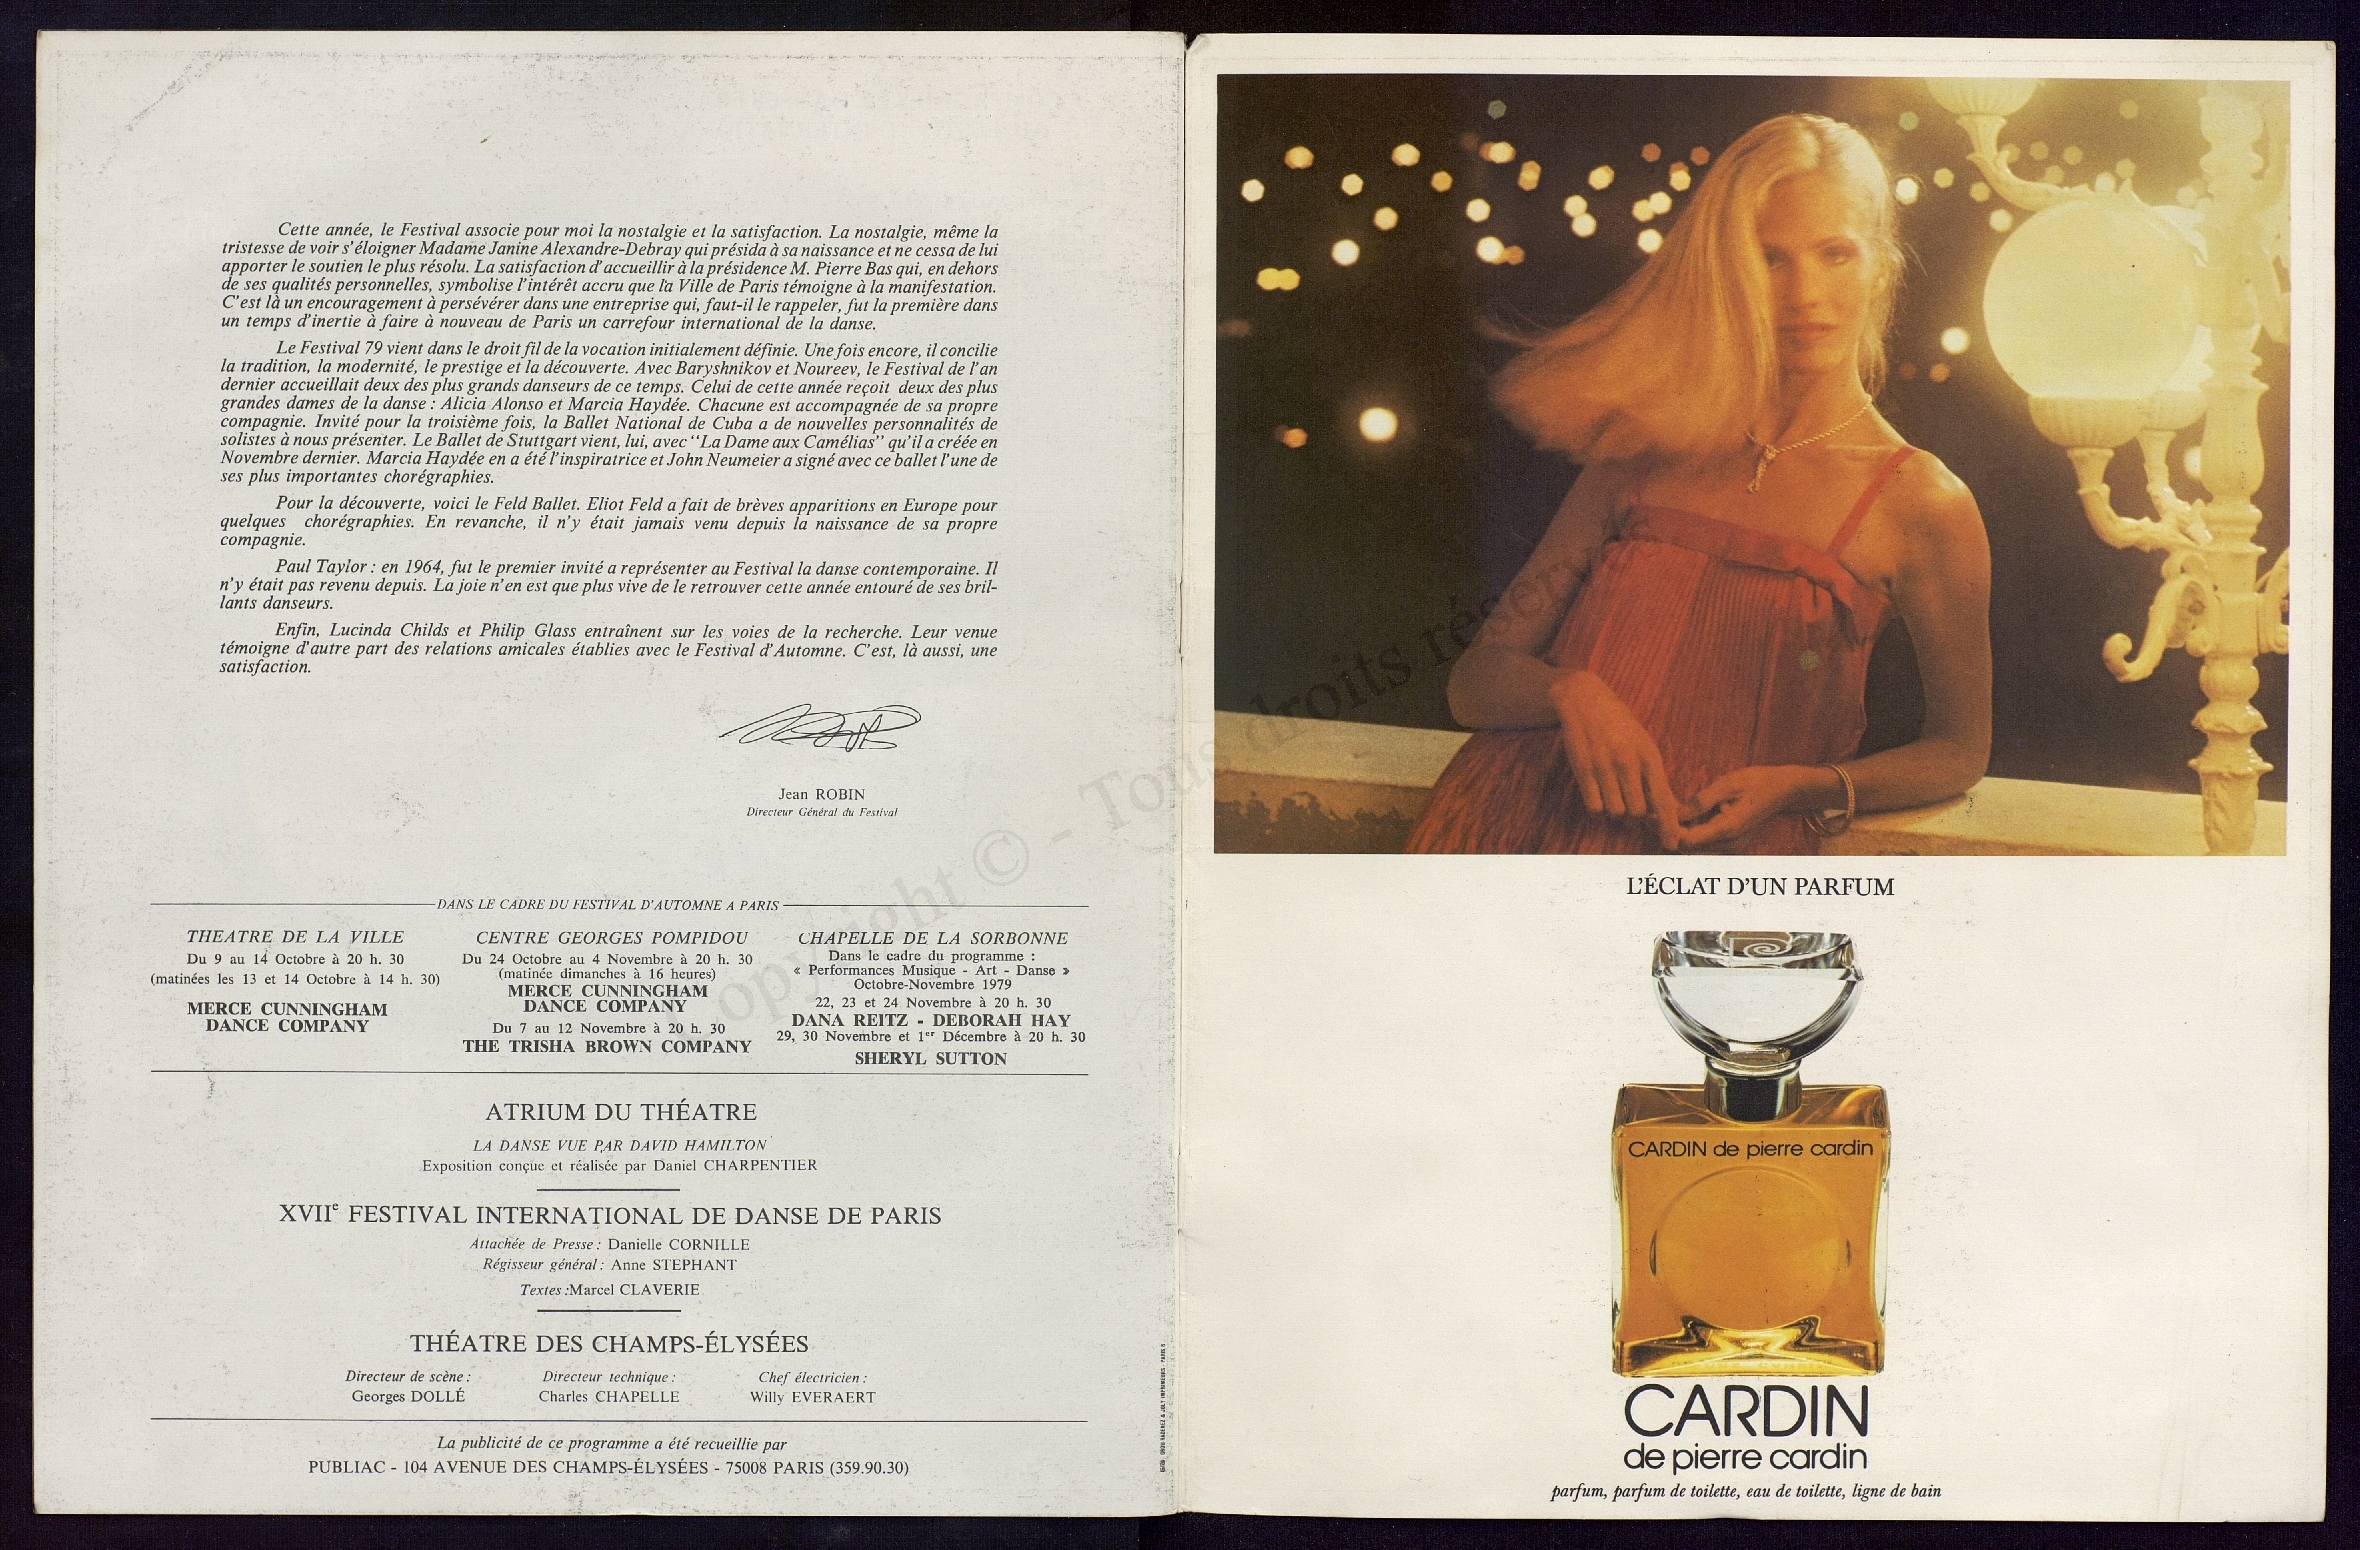 Cette année, le Festival associe pour moi la nostalgie et la satisfaction. La nostalgie, même la
tristesse de voir s'éloigner Madame Janine Alexandre-Debray qui présida à sa naissance et ne cessa de lui
apporter le soutien le plus résolu. La satisfaction d'accueillir à la présidence M. Pierre Bas qui, en dehors
de ses qualités personnelles, symbolise l'intérêt accru que la Ville de Paris témoigne à la manifestation.
C'est là un encouragement à persévérer dans une entreprise qui, faut-il le rappeler, fut la première dans
un temps d'inertie à faire à nouveau de Paris un carrefour international de la danse.
Le Festival 79 vient dans le droit fil de la vocation initialement définie. Une fois encore, il concilie
la tradition, la modernité, le prestige et la découverte. Avec Baryshnikov et Noureev, le Festival de l'an
dernier accueillait deux des plus grands danseurs de ce temps. Celui de cette année reçoit deux des plus
grandes dames de la danse : Alicia Alonso et Marcia Haydée. Chacune est accompagnée de sa propre
compagnie. Invité pour la troisième fois, la Ballet National de Cuba a de nouvelles personnalités de
solistes à nous présenter. Le Ballet de Stuttgart vient, lui, avec "La Dame aux Camélias" qu'il a créée en
Novembre dernier. Marcia Haydée en a été l'inspiratrice et John Neumeier a signé avec ce ballet l'une de
ses plus importantes chorégraphies.
Pour la découverte, voici le Feld Ballet. Eliot Feld a fait de brèves apparitions en Europe pour
quelques chorégraphies. En revanche, il n'y était jamais venu depuis la naissance de sa propre
compagnie.
Paul Taylor : en 1964, fut le premier invité a représenter au Festival la danse contemporaine. Il
n'y était pas revenu depuis. La joie n'en est que plus vive de le retrouver cette année entouré de ses bril-
lants danseurs.
Enfin, Lucinda Childs et Philip Glass entraînent sur les voies de la recherche. Leur venue
témoigne d'autre part des relations amicales établies avec le Festival d'Automne. C'est, là aussi, une
satisfaction.
Jean ROBIN
Directeur Général du Festival
DANS LE CADRE DU FESTIVAL D'AUTOMNE A PARIS
THEATRE DE LA VILLE
Du 9 au 14 Octobre à 20 h. 30
(matinées les 13 et 14 Octobre à 14 h. 30)
MERCE CUNNINGHAM
DANCE COMPANY
CENTRE GEORGES POMPIDOU
Du 24 Octobre au 4 Novembre à 20 h. 30
(matinée dimanches à 16 heures)
MERCE CUNNINGHAM
DANCE COMPANY
Du 7 au 12 Novembre à 20 h. 30
THE TRISHA BROWN COMPANY
CHAPELLE DE LA SORBONNE
Dans le cadre du programme :
« Performances Musique - Art - Danse »
Octobre-Novembre 1979
22, 23 et 24 Novembre à 20 h. 30
DANA REITZ - DEBORAH HAY
29, 30 Novembre et 1er Décembre à 20 h. 30
SHERYL SUTTON
ATRIUM DU THÉATRE
LA DANSE VUE PAR DAVID HAMILTON
Exposition conçue et réalisée par Daniel CHARPENTIER
XVIIe FESTIVAL INTERNATIONAL DE DANSE DE PARIS
Attachée de Presse : Danielle CORNILLE
Régisseur général : Anne STEPHANT
Textes : Marcel CLAVERIE
THÉATRE DES CHAMPS-ÉLYSÉES
Directeur de scène :
Georges DOLLÉ
Directeur technique :
Charles CHAPELLE
Chef électricien :
Willy EVERAERT
La publicité de ce programme a été recueillie par
PUBLIAC - 104 AVENUE DES CHAMPS-ÉLYSÉES - 75008 PARIS (359.90.30)
Copyright © - Tous droits réservés
L'ÉCLAT D'UN PARFUM
CARDIN de pierre cardin
CARDIN
de pierre cardin
parfum, parfum de toilette, eau de toilette, ligne de bain